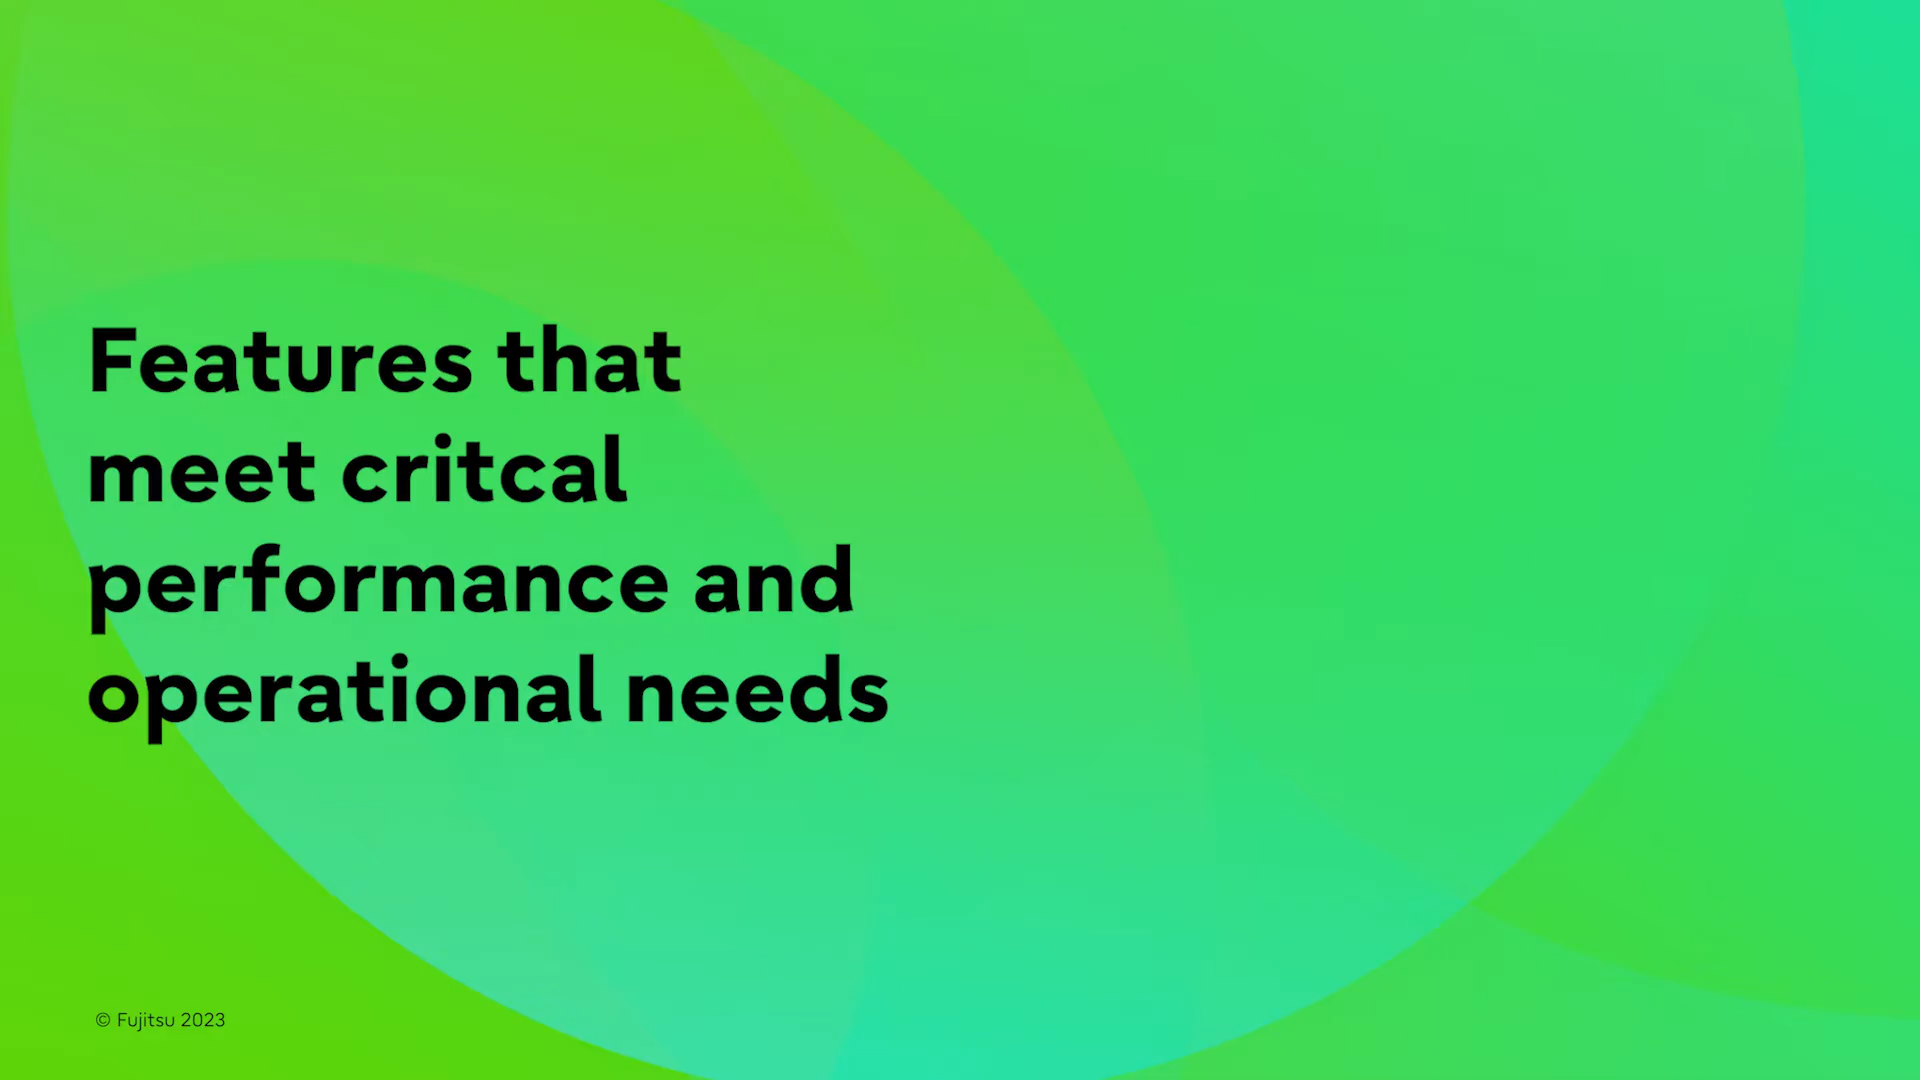 Features that
meet critcal
performance and
operational needs
© Fujitsu 2023